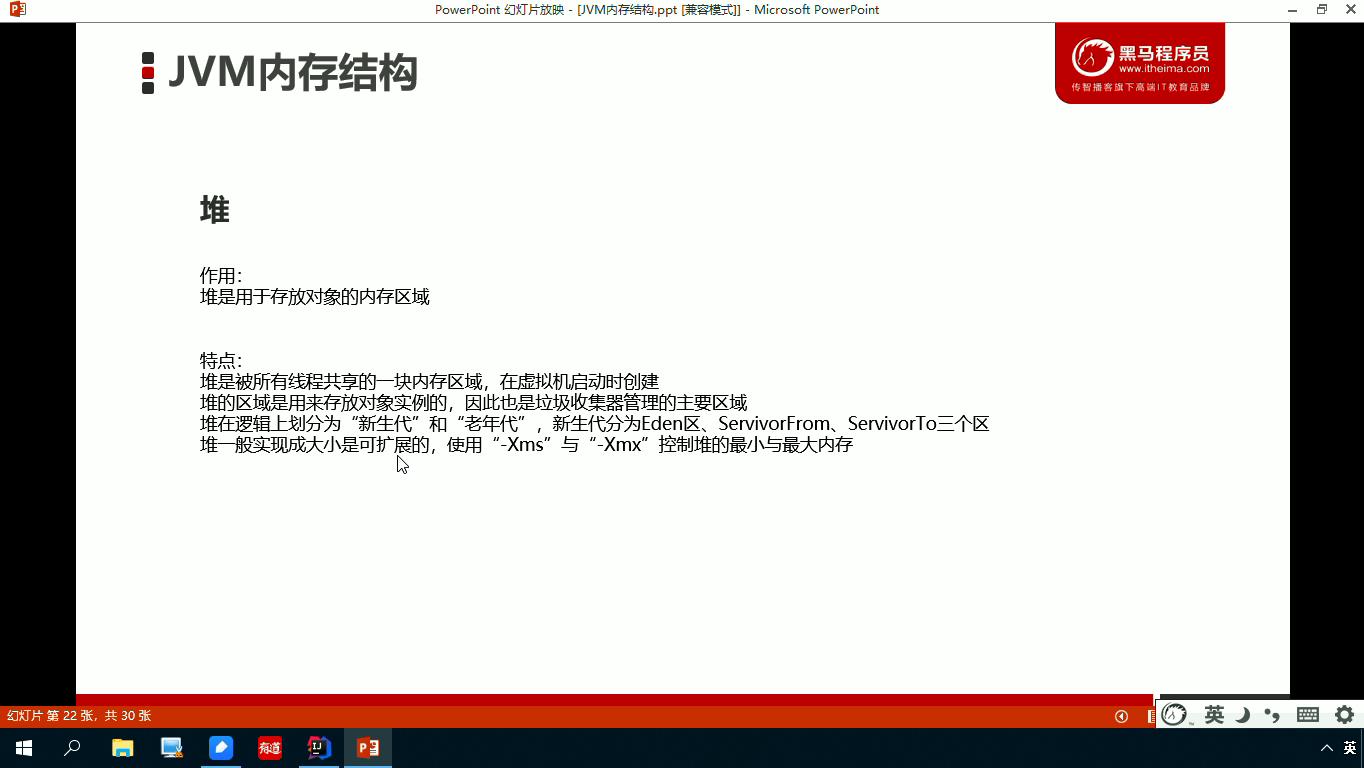 PowerPoint 幻灯片放映 - [JVM内存结构.ppt [兼容模式]] - Microsoft PowerPoint
JVM内存结构
黑马程序员
www.itheima.com
传智播客旗下高端IT教育品牌
堆
作用：
堆是用于存放对象的内存区域
特点：
堆是被所有线程共享的一块内存区域，在虚拟机启动时创建
堆的区域是用来存放对象实例的，因此也是垃圾收集器管理的主要区域
堆在逻辑上划分为“新生代”和“老年代”，新生代分为Eden区、ServivorFrom、ServivorTo三个区
堆一般实现成大小是可扩展的，使用“-Xms”与“-Xmx”控制堆的最小与最大内存
幻灯片 第 22 张，共 30 张
英
有道
IJ
英